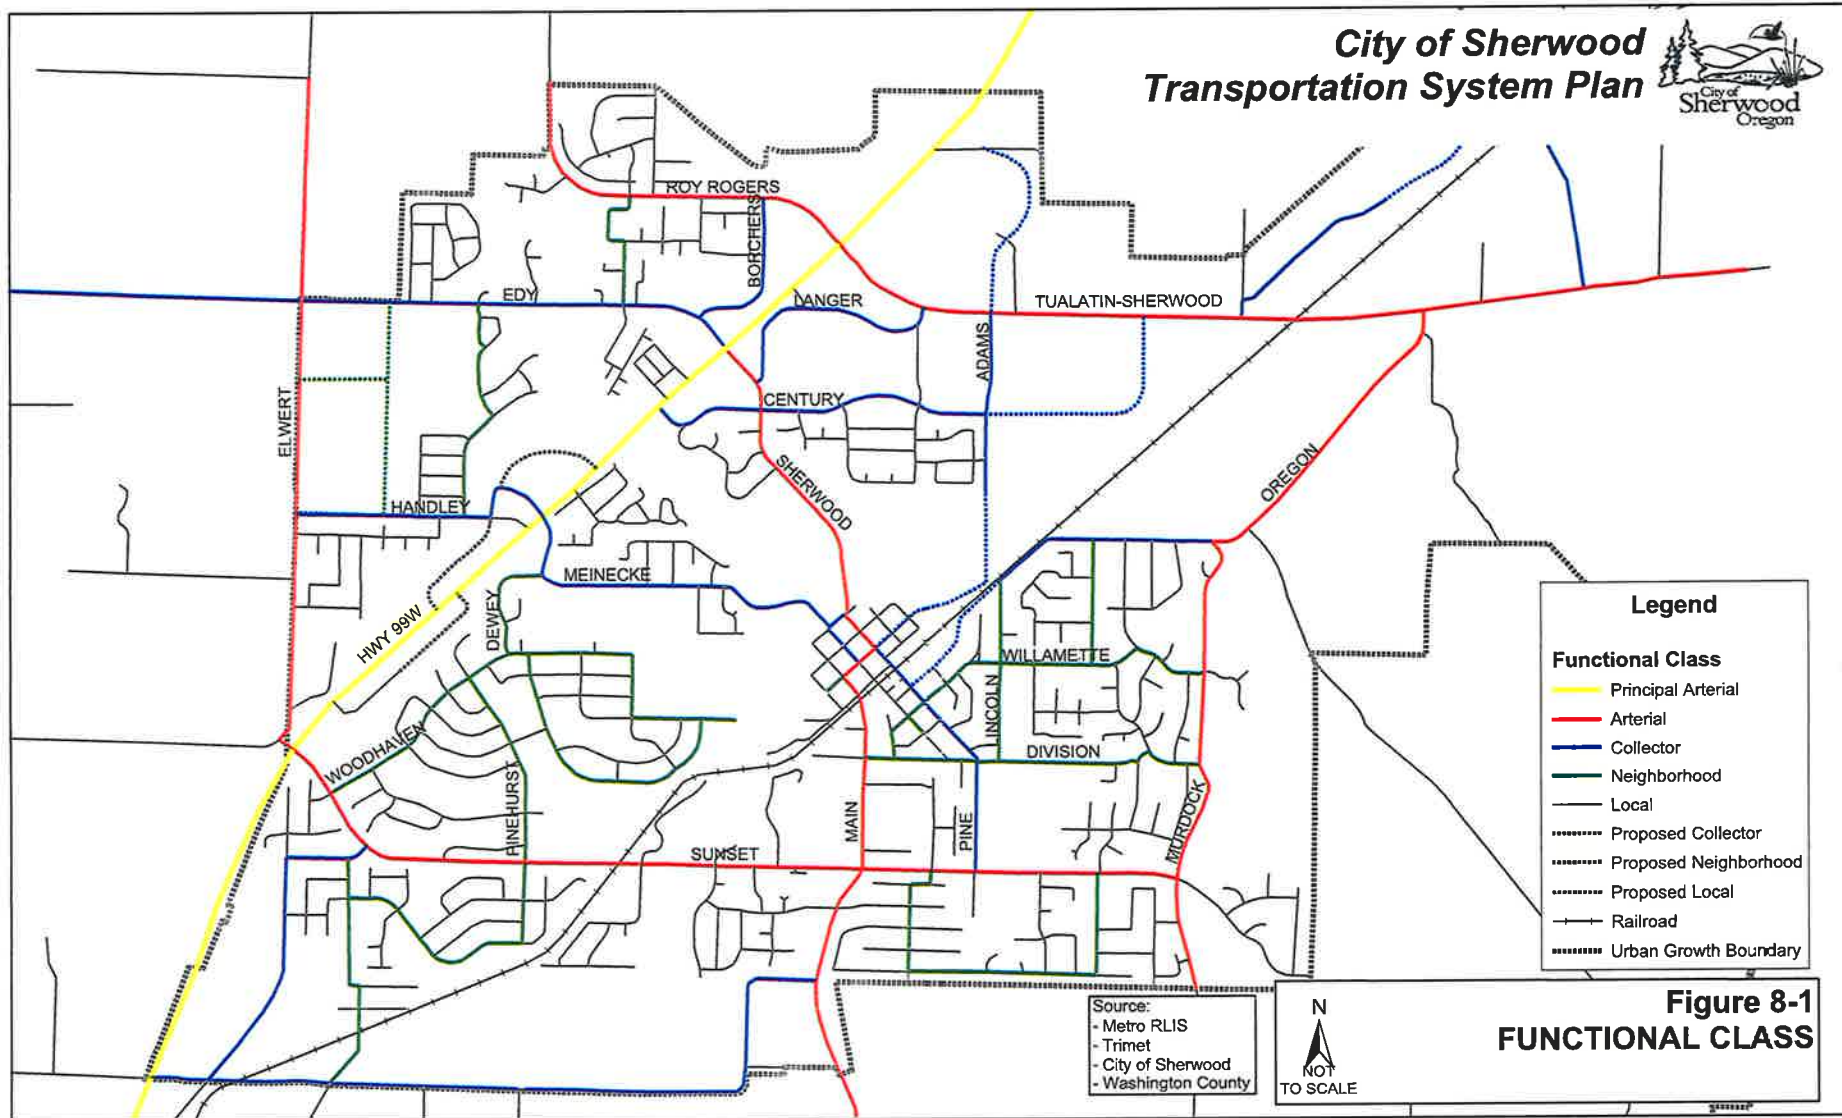 City of Sherwood
Transportation System Plan
City of
Sherwood
Oregon
ROY ROGERS
BORCHERS
EDY
LANGER
TUALATIN-SHERWOOD
ADAMS
ELWERT
CENTURY
SHERWOOD
OREGON
HANDLEY
MEINECKE
DEWEY
HWY 99W
WILLAMETTE
LINCOLN
WOODHAVEN
DIVISION
PINEHURST
MAIN
PINE
MURDOCK
SUNSET
Legend
Functional Class
Principal Arterial
Arterial
Collector
Neighborhood
Local
Proposed Collector
Proposed Neighborhood
Proposed Local
Railroad
Urban Growth Boundary
Source:
- Metro RLIS
- Trimet
- City of Sherwood
- Washington County
N
NOT
TO SCALE
Figure 8-1
FUNCTIONAL CLASS